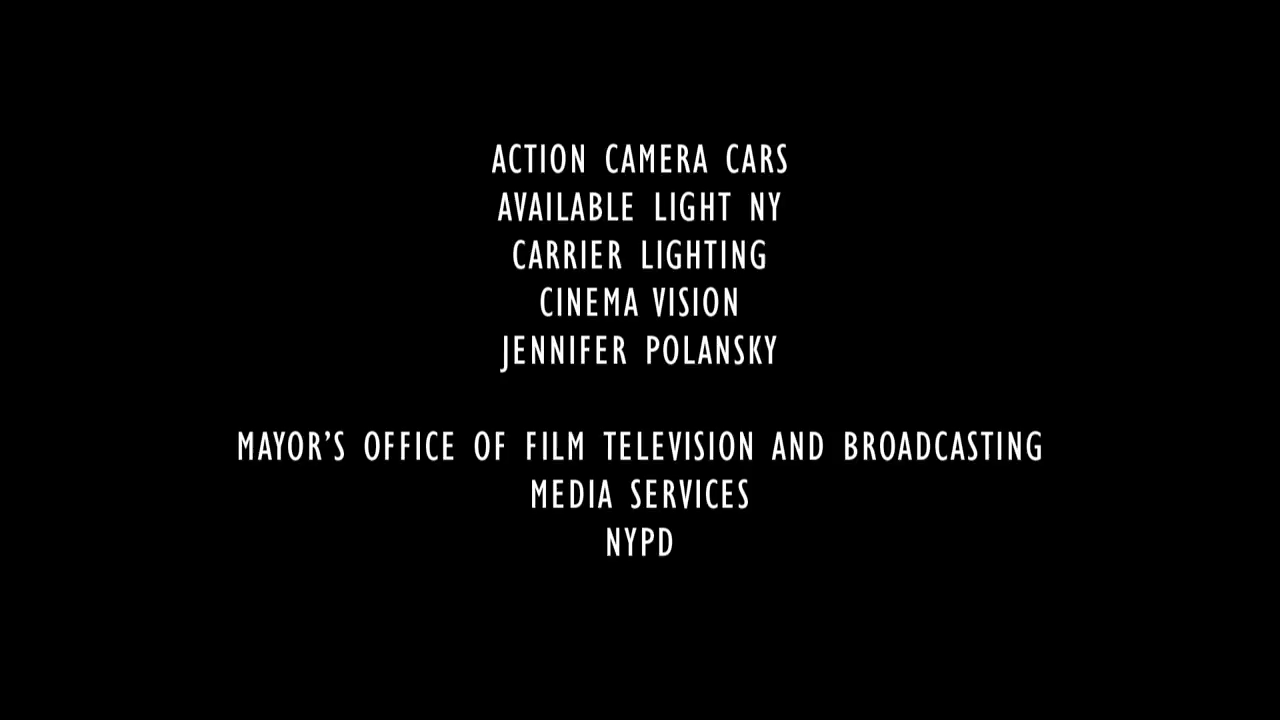 ACTION CAMERA CARS
AVAILABLE LIGHT NY
CARRIER LIGHTING
CINEMA VISION
JENNIFER POLANSKY
MAYOR’S OFFICE OF FILM TELEVISION AND BROADCASTING
MEDIA SERVICES
NYPD